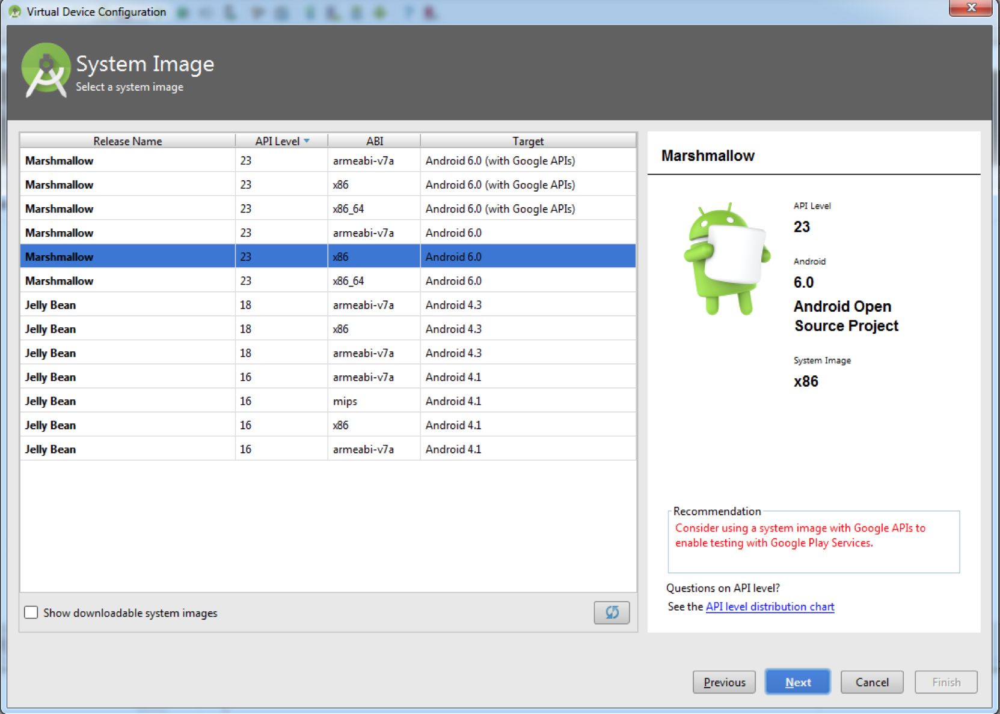 Virtual Device Configuration
System Image
Select a system image
Release Name API Level ABI Target
Marshmallow 23 armeabi-v7a Android 6.0 (with Google APIs)
Marshmallow 23 x86 Android 6.0 (with Google APIs)
Marshmallow 23 x86_64 Android 6.0 (with Google APIs)
Marshmallow 23 armeabi-v7a Android 6.0
Marshmallow 23 x86 Android 6.0
Marshmallow 23 x86_64 Android 6.0
Jelly Bean 18 armeabi-v7a Android 4.3
Jelly Bean 18 x86 Android 4.3
Jelly Bean 18 armeabi-v7a Android 4.3
Jelly Bean 16 armeabi-v7a Android 4.1
Jelly Bean 16 mips Android 4.1
Jelly Bean 16 x86 Android 4.1
Jelly Bean 16 armeabi-v7a Android 4.1
Show downloadable system images
Marshmallow
API Level
23
Android
6.0
Android Open
Source Project
System Image
x86
Recommendation
Consider using a system image with Google APIs to
enable testing with Google Play Services.
Questions on API level?
See the API level distribution chart
Previous Next Cancel Finish